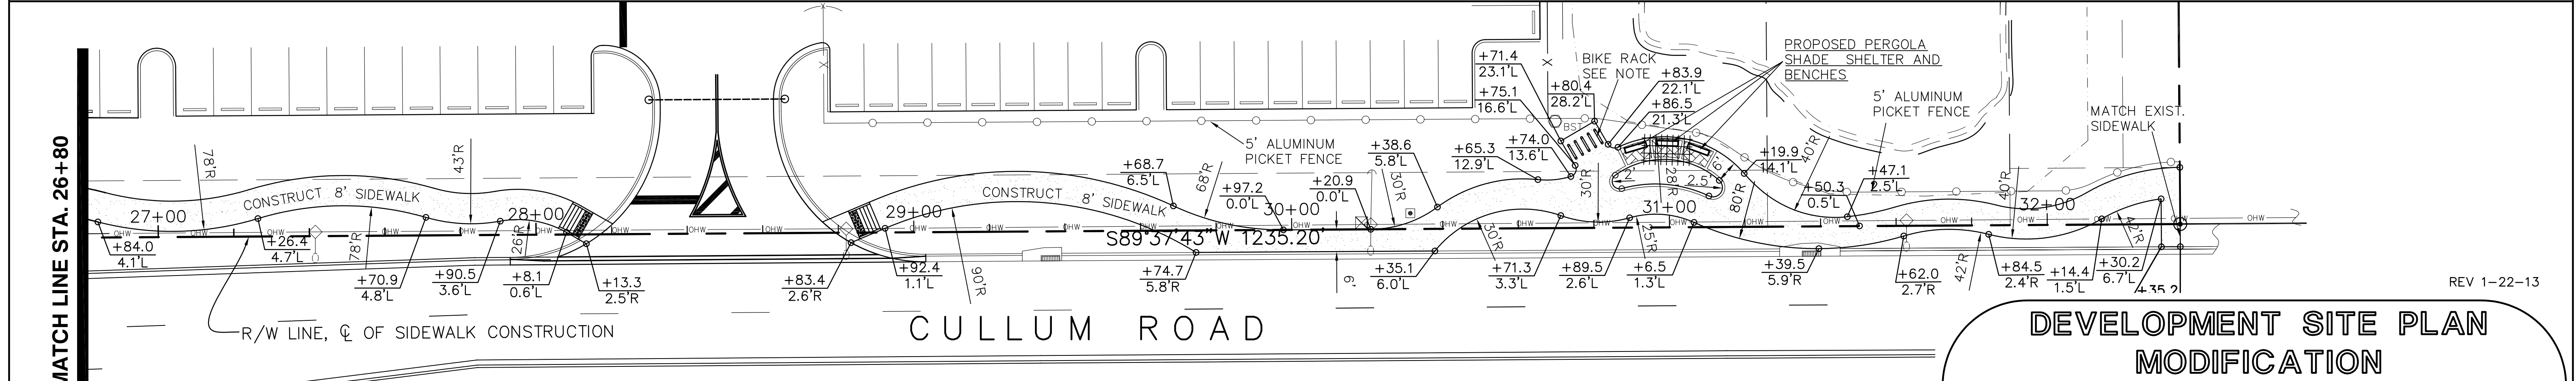 MATCH LINE STA. 26+80
78'R
43'R
CONSTRUCT 8' SIDEWALK
27+00
28+00
29+00
30+00
31+00
32+00
OHW
+84.0
4.1'L
+26.4
4.7'L
78'R
+70.9
4.8'L
+90.5
3.6'L
26'R
+8.1
0.6'L
+13.3
2.5'R
R/W LINE, ℄ OF SIDEWALK CONSTRUCTION
+83.4
2.6'R
+92.4
1.1'L
90'R
CONSTRUCT 8' SIDEWALK
+68.7
6.5'L
68'R
+97.2
0.0'L
+20.9
0.0'L
S89°37'43"W 1235.20'
+74.7
5.8'R
6'
5' ALUMINUM
PICKET FENCE
+38.6
5.8'L
30'R
+35.1
6.0'L
+65.3
12.9'L
+71.4
23.1'L
+75.1
16.6'L
+74.0
13.6'L
+80.4
28.2'L
BIKE RACK
SEE NOTE
+83.9
22.1'L
+86.5
21.3'L
BST
PROPOSED PERGOLA
SHADE SHELTER AND
BENCHES
30'R
30'R
+71.3
3.3'L
+89.5
2.6'L
25'R
+6.5
1.3'L
2'
28'R
2.5'
6'
80'R
+19.9
14.1'L
40'R
5' ALUMINUM
PICKET FENCE
+50.3
0.5'L
+47.1
2.5'L
+39.5
5.9'R
+62.0
2.7'R
42'R
40'R
+84.5
2.4'R
+14.4
1.5'L
+30.2
6.7'L
42'R
+35.2
MATCH EXIST.
SIDEWALK
CULLUM ROAD
REV 1-22-13
DEVELOPMENT SITE PLAN
MODIFICATION